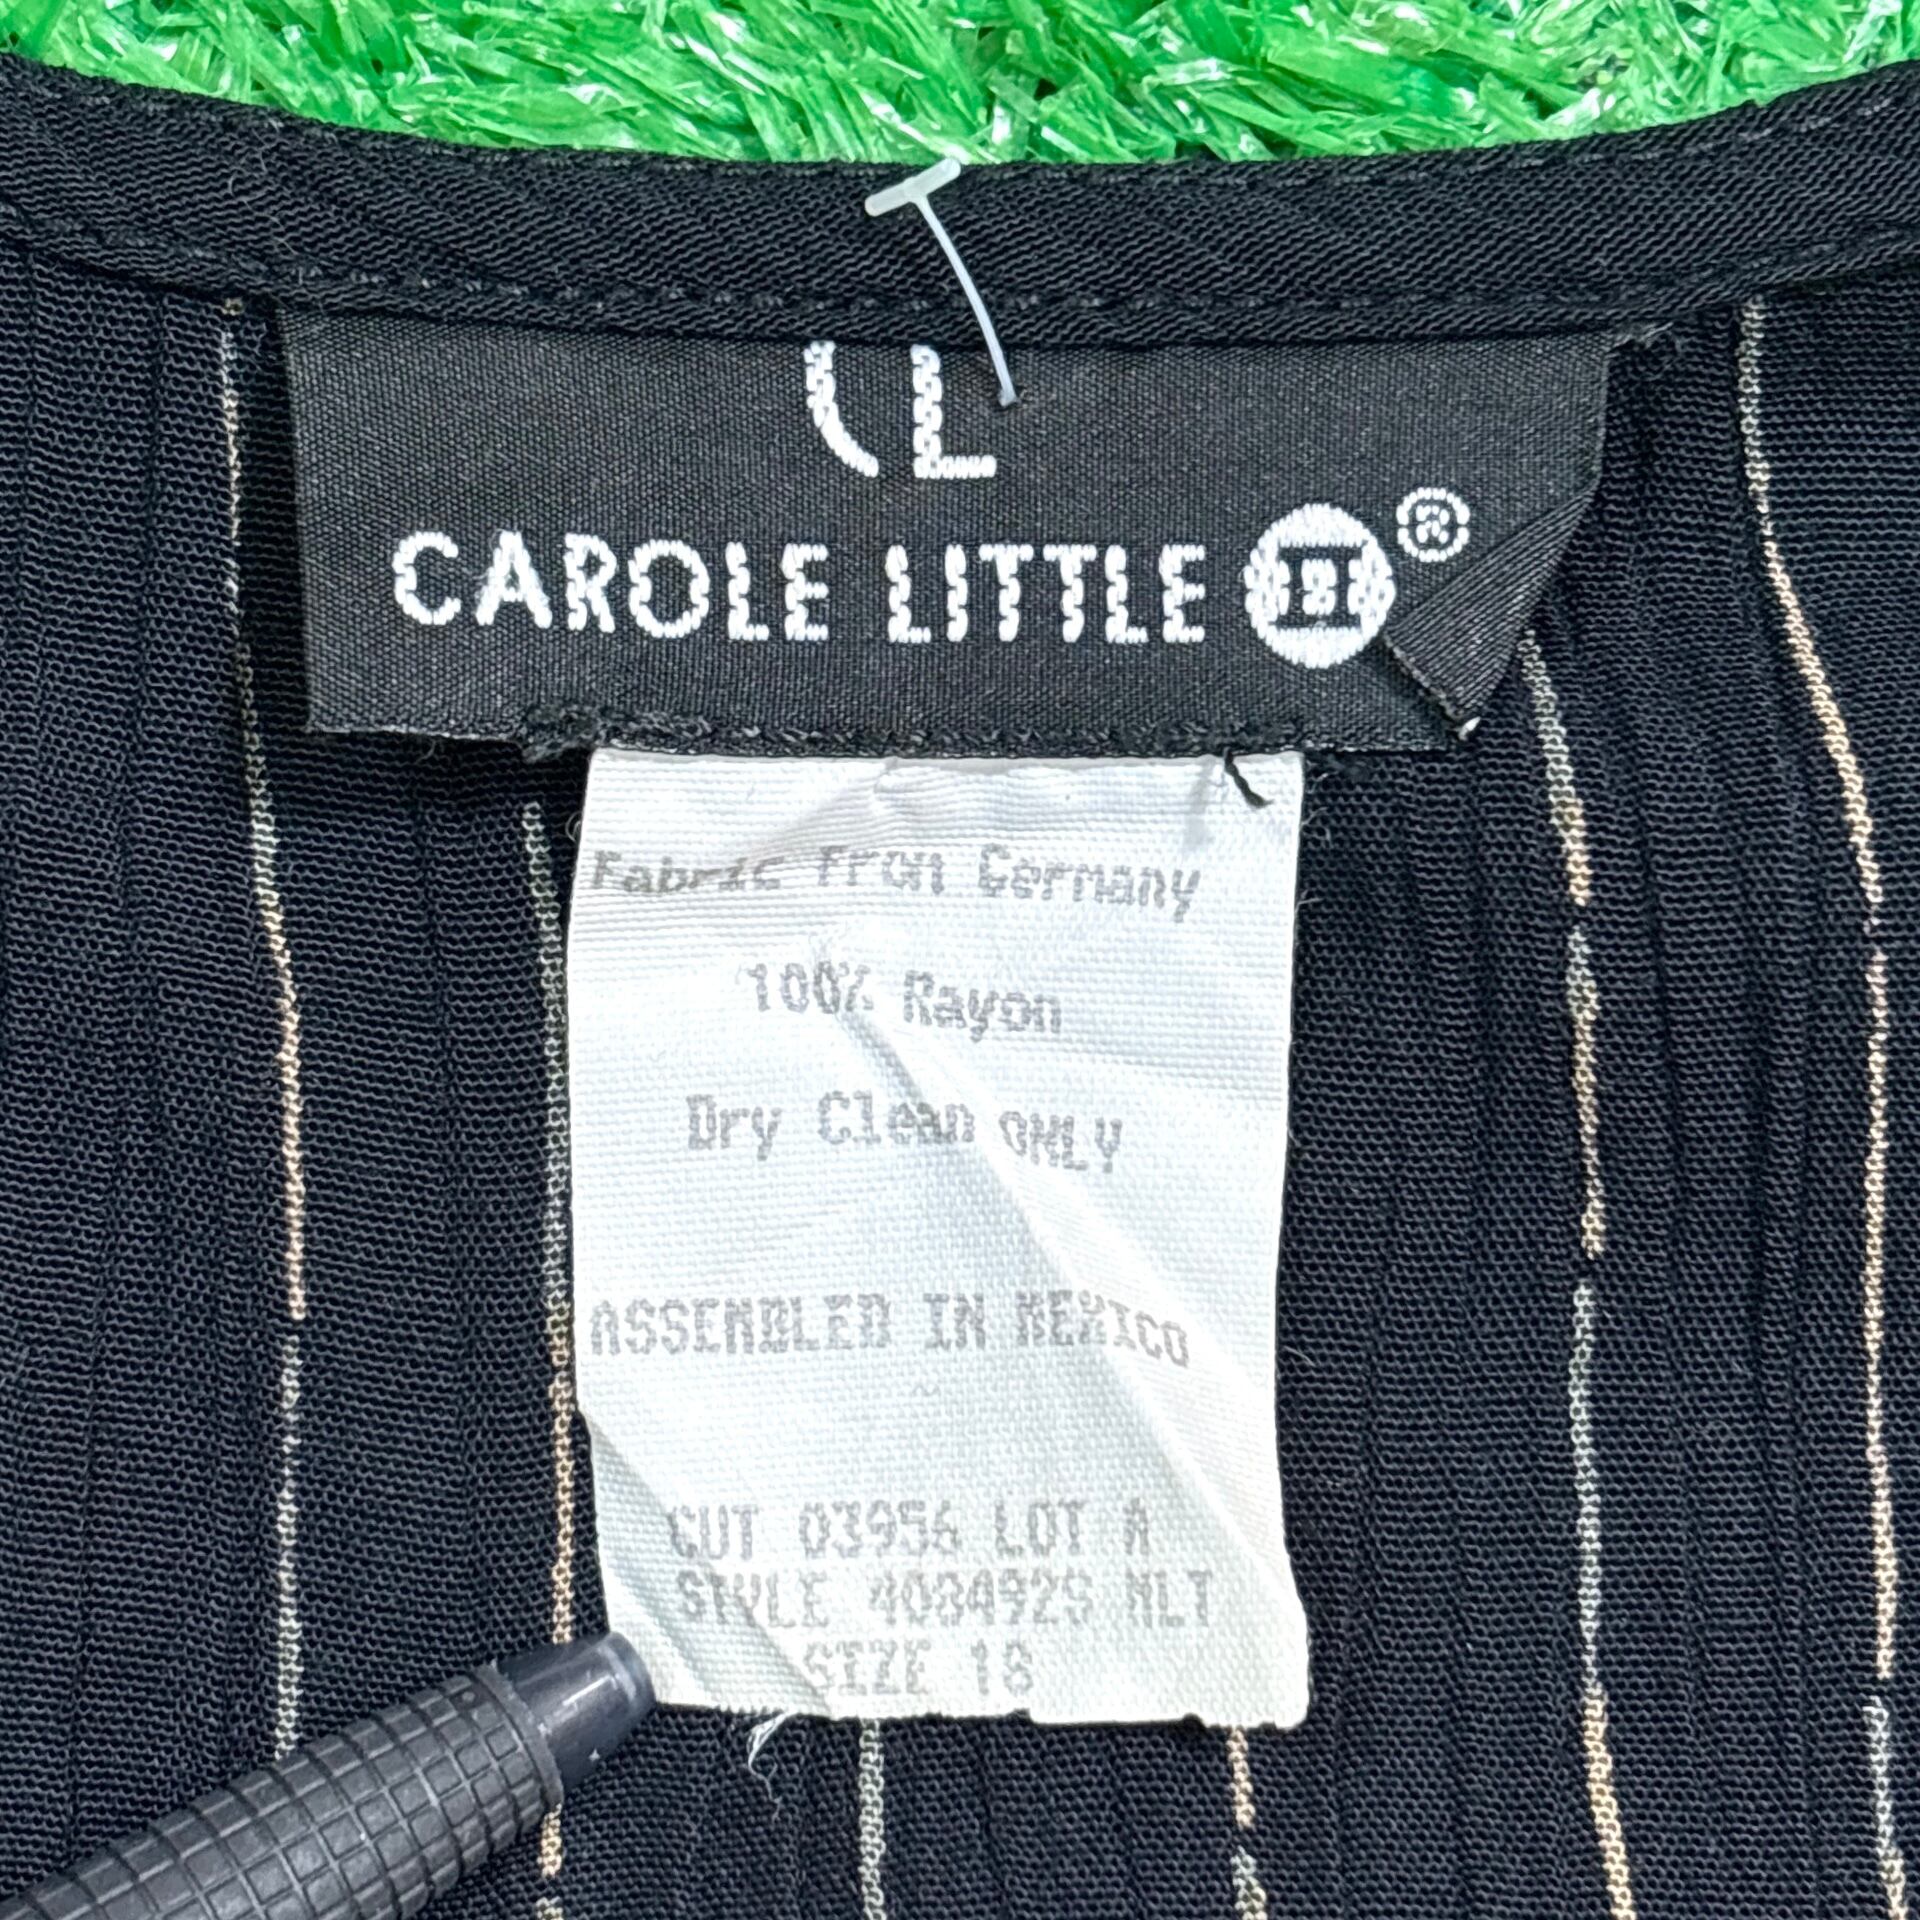 CL
CAROLE LITTLE II ®
Fabric From Germany
100% Rayon
Dry Clean ONLY
ASSEMBLED IN MEXICO
CUT 03956 LOT A
STYLE 4084925 MLT
SIZE 18